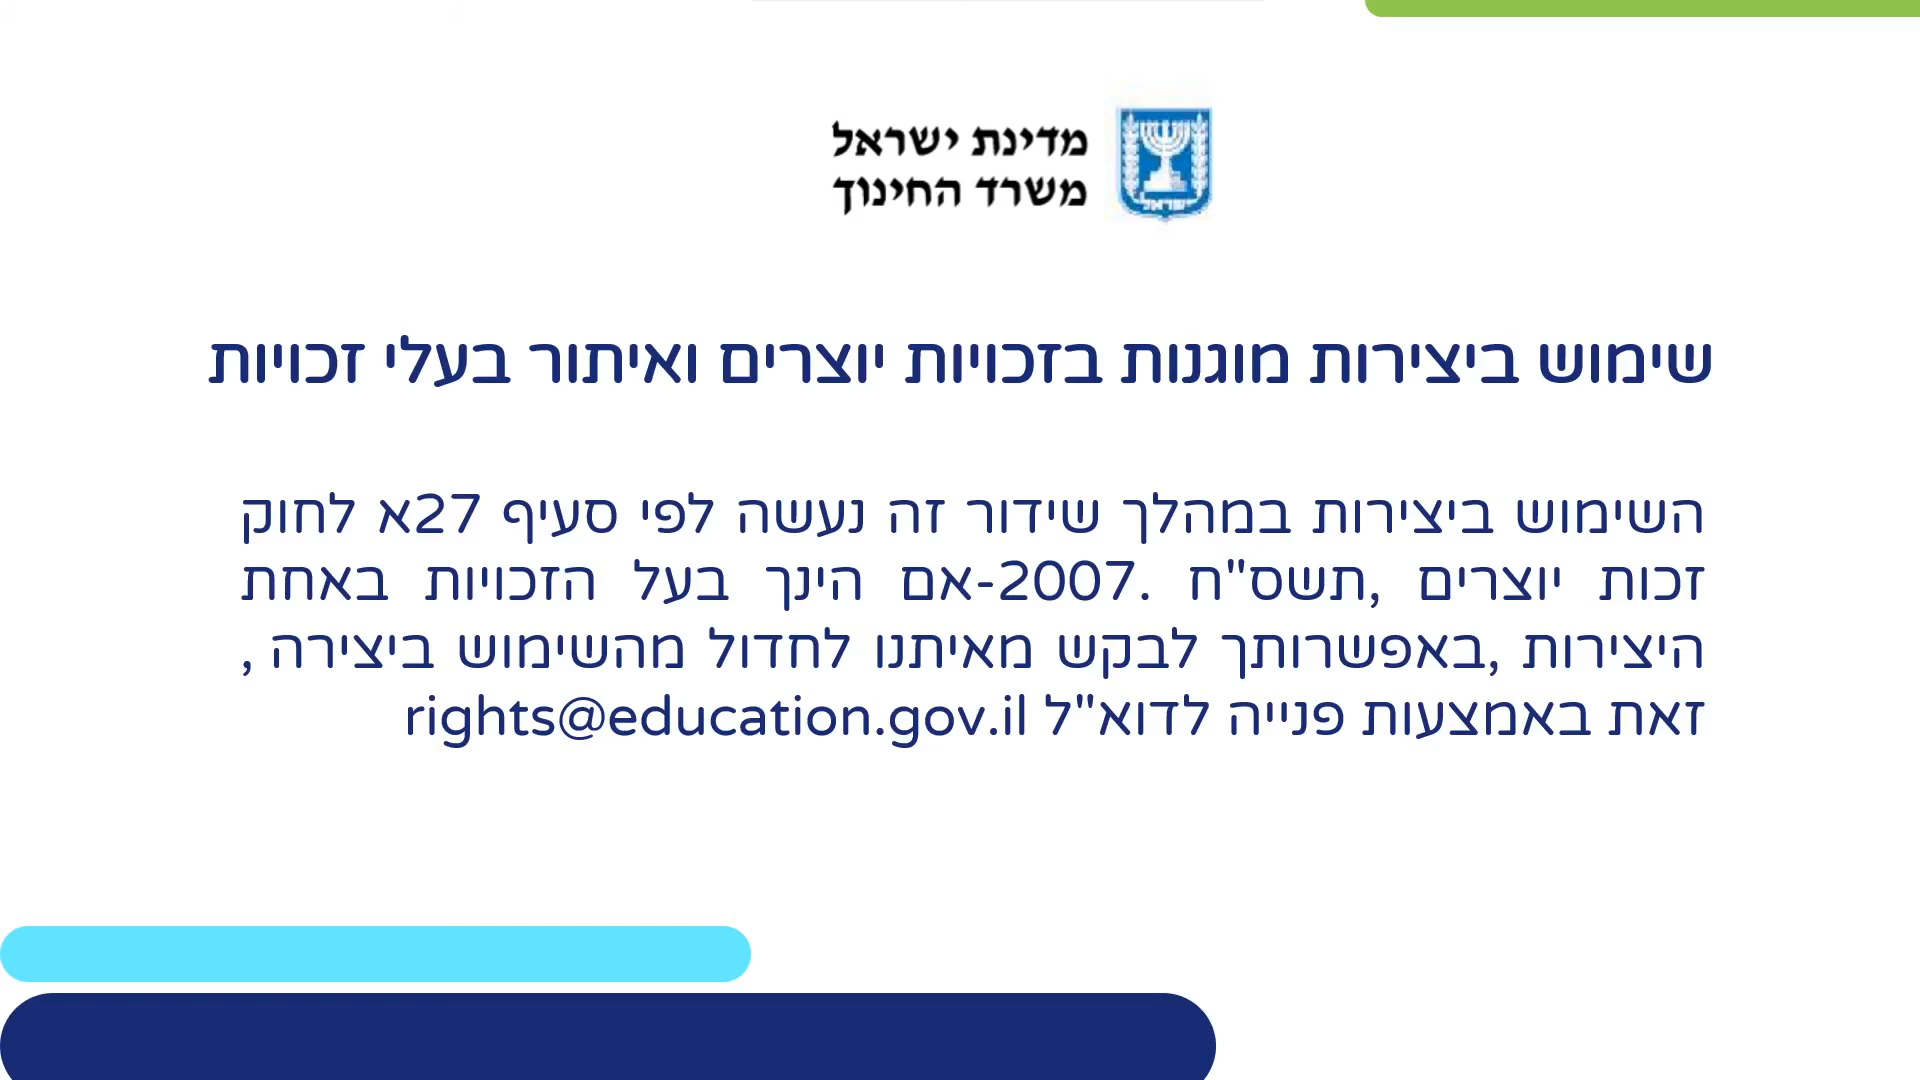 מדינת ישראל
משרד החינוך
ישראל
שימוש ביצירות מוגנות בזכויות יוצרים ואיתור בעלי זכויות
השימוש ביצירות במהלך שידור זה נעשה לפי סעיף 27א לחוק
זכות יוצרים ,תשס"ח .2007-אם הינך בעל הזכויות באחת
היצירות ,באפשרותך לבקש מאיתנו לחדול מהשימוש ביצירה ,
זאת באמצעות פנייה לדוא"ל rights@education.gov.il